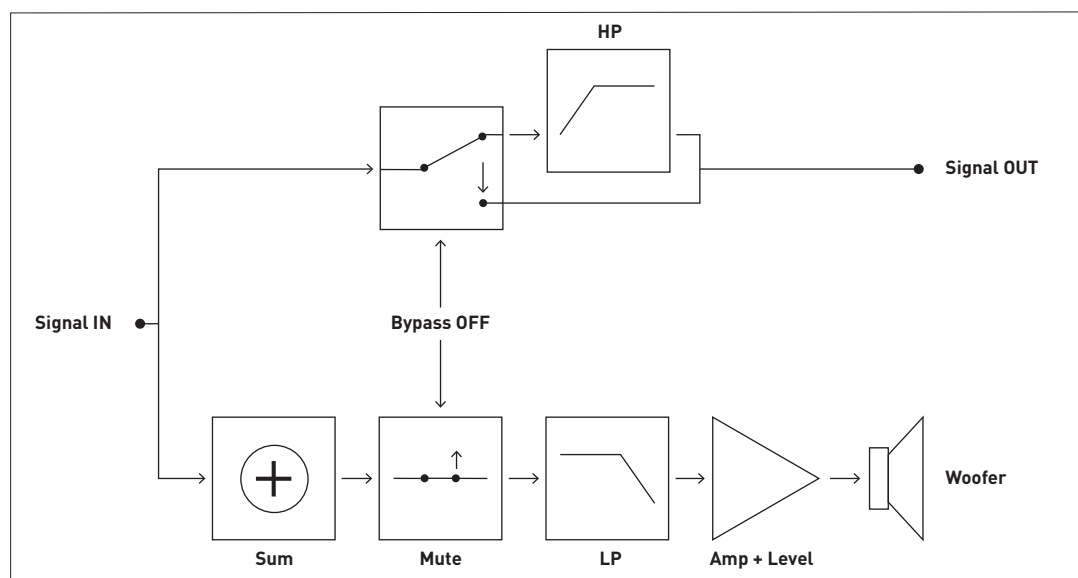 HP
Signal OUT
Signal IN
Bypass OFF
Woofer
Sum
Mute
LP
Amp + Level